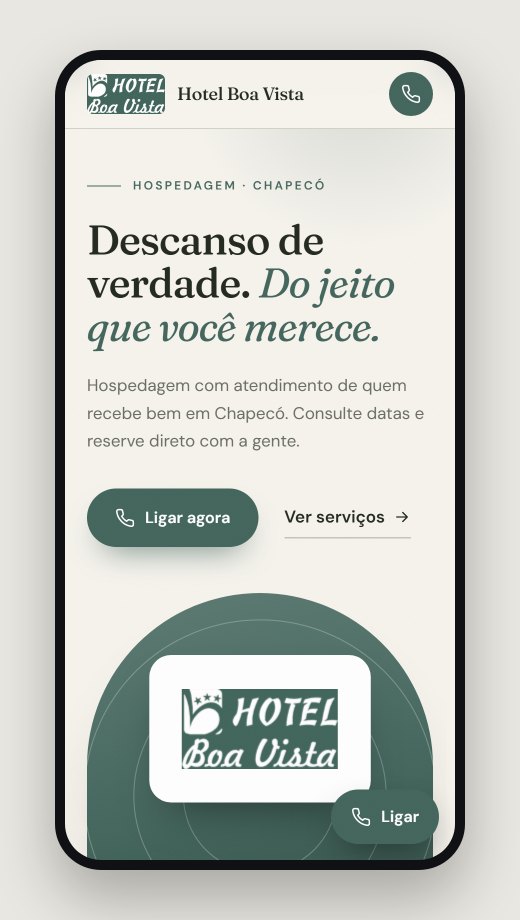 HOTEL
Boa Vista
Hotel Boa Vista
HOSPEDAGEM · CHAPECÓ
Descanso de
verdade. Do jeito
que você merece.
Hospedagem com atendimento de quem
recebe bem em Chapecó. Consulte datas e
reserve direto com a gente.
Ligar agora
Ver serviços →
HOTEL
Boa Vista
Ligar